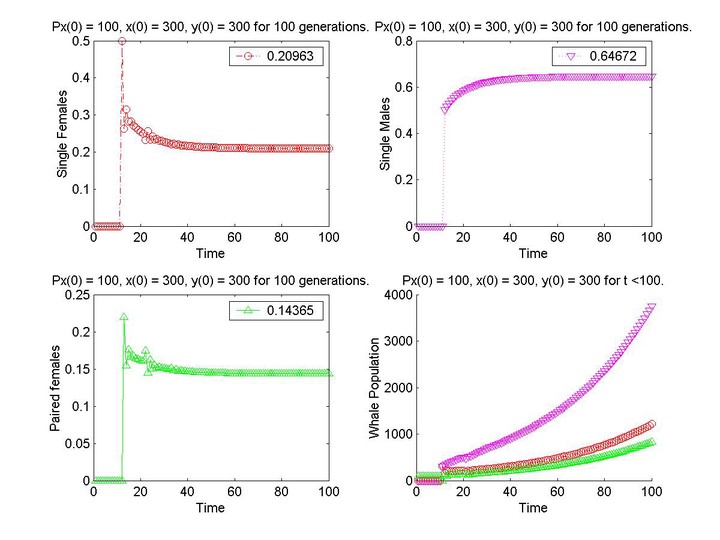 Px(0) = 100, x(0) = 300, y(0) = 300 for 100 generations.
0.5
0.4
0.3
0.2
0.1
0
Single Females
0.20963
0 20 40 60 80 100
Time
Px(0) = 100, x(0) = 300, y(0) = 300 for 100 generations.
0.8
0.6
0.4
0.2
0
Single Males
0.64672
0 20 40 60 80 100
Time
Px(0) = 100, x(0) = 300, y(0) = 300 for 100 generations.
0.25
0.2
0.15
0.1
0.05
0
Paired females
0.14365
0 20 40 60 80 100
Time
Px(0) = 100, x(0) = 300, y(0) = 300 for t <100.
4000
3000
2000
1000
0
Whale Population
0 20 40 60 80 100
Time